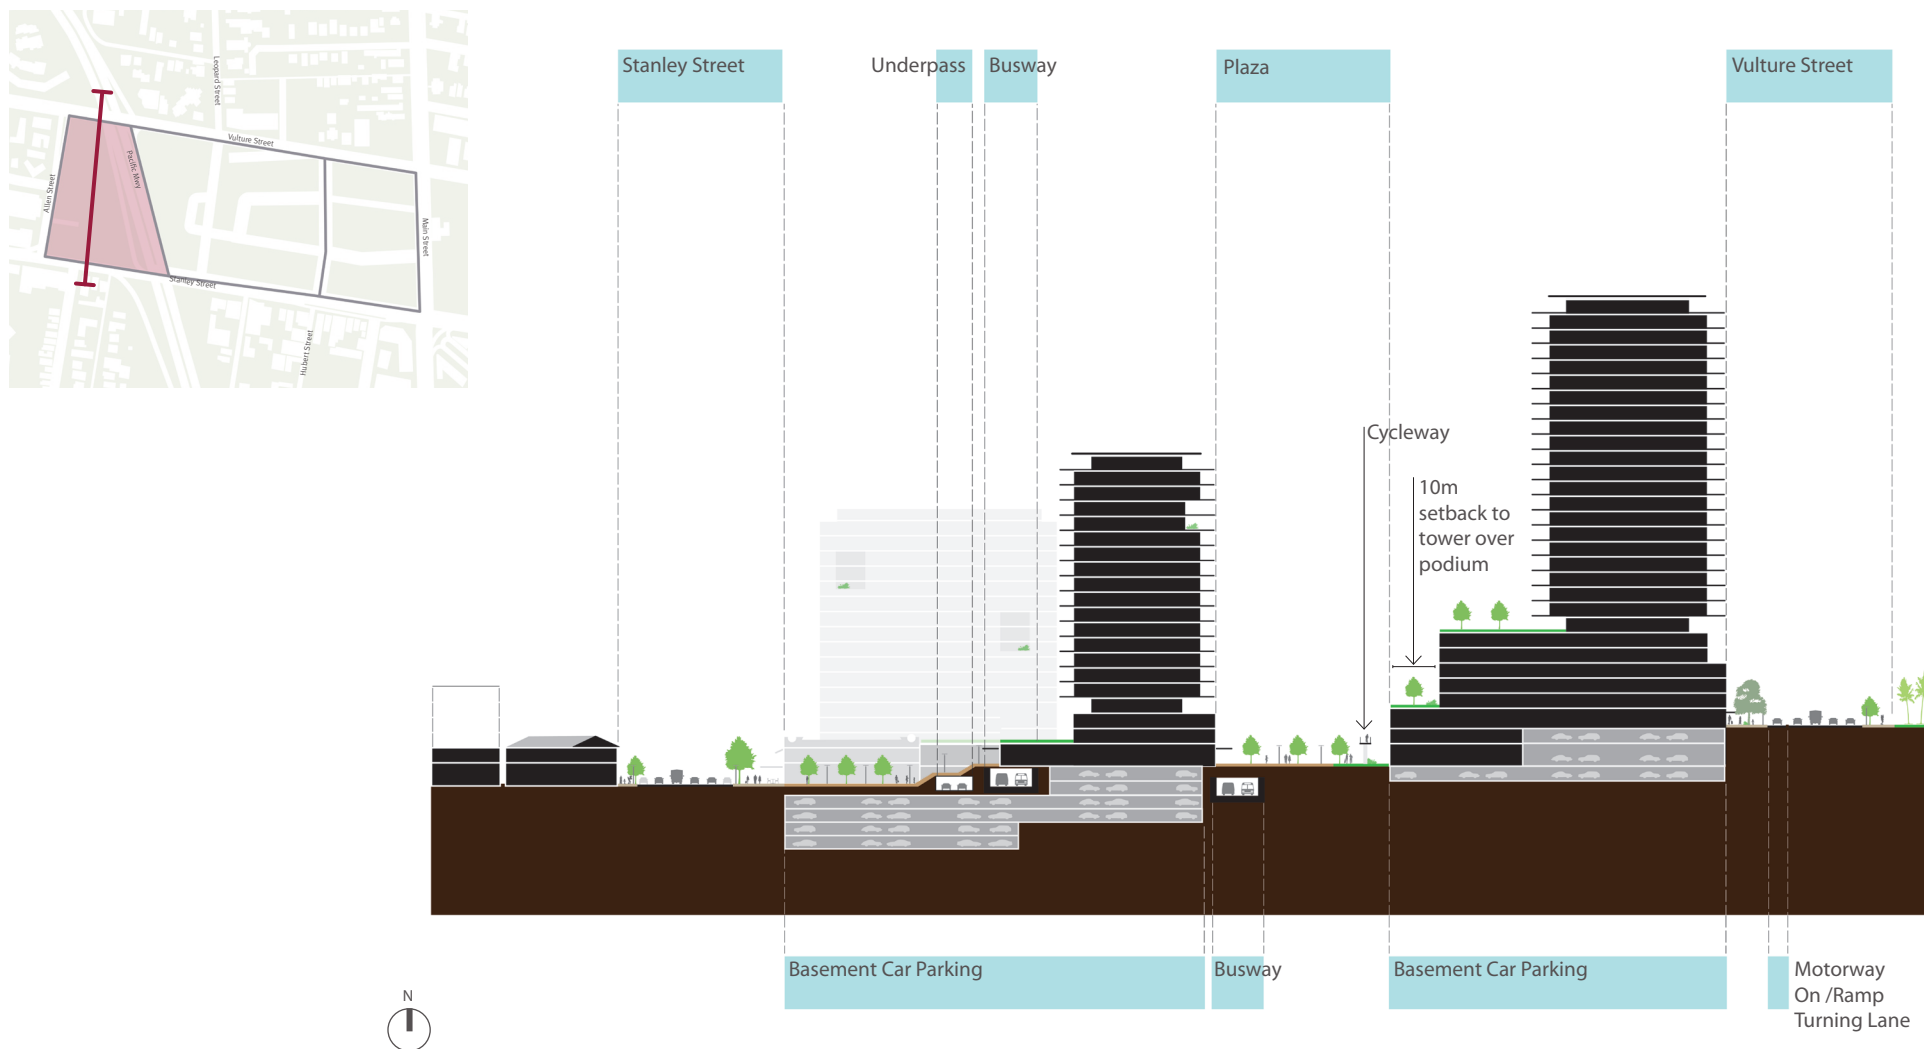 Stanley Street
Underpass
Busway
Plaza
Vulture Street
Leopard Street
Vulture Street
Pacific Mwy
Allen Street
Main Street
Stanley Street
Hubert Street
Cycleway
10m
setback to
tower over
podium
Basement Car Parking
Busway
Basement Car Parking
Motorway
On /Ramp
Turning Lane
N